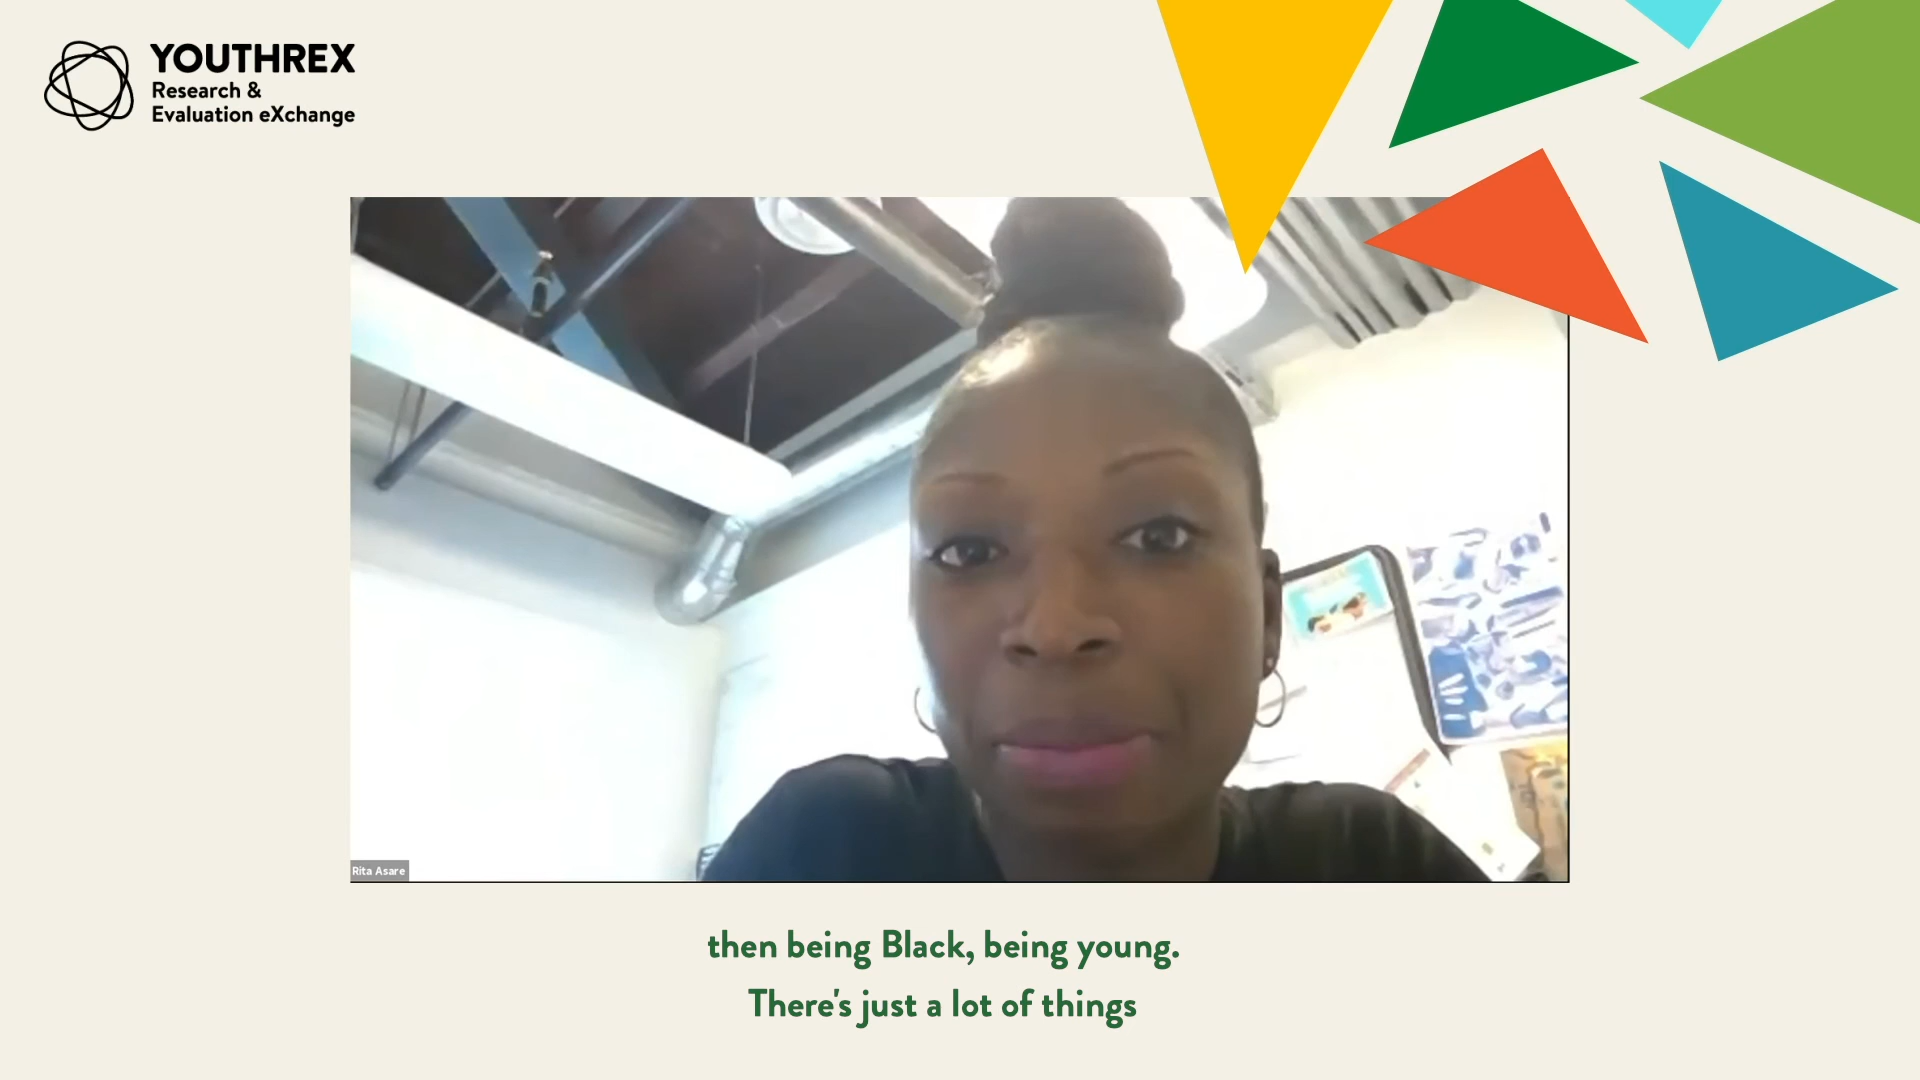 YOUTHREX
Research &
Evaluation eXchange
Rita Asare
then being Black, being young.
There's just a lot of things